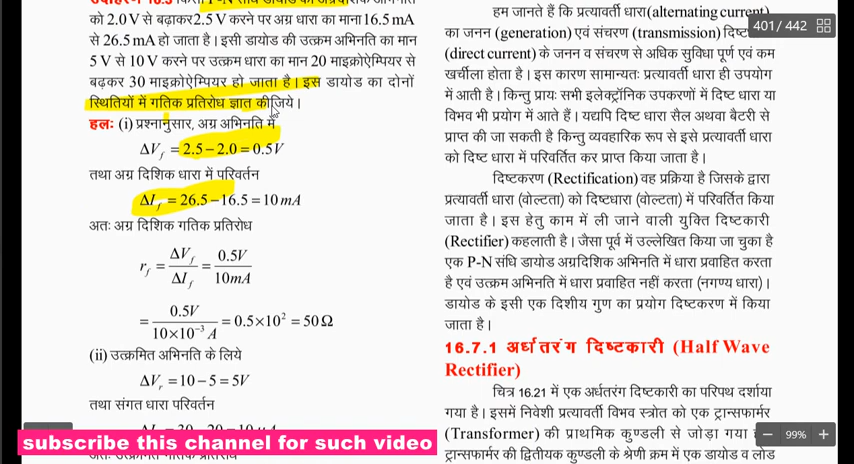 को 2.0 V से बढ़ाकर 2.5 V करने पर अग्र धारा का माना 16.5 mA
से 26.5 mA हो जाता है। इसी डायोड की उत्क्रम अभिनति का मान
5 V से 10 V करने पर उत्क्रम धारा का मान 20 माइक्रोऐम्पियर से
बढ़कर 30 माइक्रोऐम्पियर हो जाता है। इस डायोड का दोनों
स्थितियों में गतिक प्रतिरोध ज्ञात कीजिये।
हलः (i) प्रश्नानुसार, अग्र अभिनति में
ΔV_f = 2.5 − 2.0 = 0.5V
तथा अग्र दिशिक धारा में परिवर्तन
ΔI_f = 26.5 − 16.5 = 10 mA
अतः अग्र दिशिक गतिक प्रतिरोध
r_f = ΔV_f / ΔI_f = 0.5V / 10mA
= 0.5V / 10×10⁻³ A = 0.5×10² = 50 Ω
(ii) उत्क्रमित अभिनति के लिये
ΔV_r = 10 − 5 = 5V
तथा संगत धारा परिवर्तन
subscribe this channel for such video
हम जानते हैं कि प्रत्यावर्ती धारा(alternating current)
का जनन (generation) एवं संचरण (transmission) दिष्ट
(direct current) के जनन व संचरण से अधिक सुविधा पूर्ण एवं कम
खर्चीला होता है। इस कारण सामान्यतः प्रत्यावर्ती धारा ही उपयोग
में आती है। किन्तु प्रायः सभी इलेक्ट्रॉनिक उपकरणों में दिष्ट धारा या
विभव भी प्रयोग में आते हैं। यद्यपि दिष्ट धारा सैल अथवा बैटरी से
प्राप्त की जा सकती है किन्तु व्यवहारिक रूप से इसे प्रत्यावर्ती धारा
को दिष्ट धारा में परिवर्तित कर प्राप्त किया जाता है।
दिष्टकरण (Rectification) वह प्रक्रिया है जिसके द्वारा
प्रत्यावर्ती धारा (वोल्टता) को दिष्टधारा (वोल्टता) में परिवर्तित किया
जाता है। इस हेतु काम में ली जाने वाली युक्ति दिष्टकारी
(Rectifier) कहलाती है। जैसा पूर्व में उल्लेखित किया जा चुका है
एक P-N संधि डायोड अग्रदिशिक अभिनति में धारा प्रवाहित करता
है एवं उत्क्रम अभिनति में धारा प्रवाहित नहीं करता (नगण्य धारा)।
डायोड के इसी एक दिशीय गुण का प्रयोग दिष्टकरण में किया
जाता है।
16.7.1 अर्धतरंग दिष्टकारी (Half Wave
Rectifier)
चित्र 16.21 में एक अर्धतरंग दिष्टकारी का परिपथ दर्शाया
गया है। इसमें निवेशी प्रत्यावर्ती विभव स्त्रोत को एक ट्रान्सफार्मर
(Transformer) की प्राथमिक कुण्डली से जोड़ा गया
ट्रान्सफार्मर की द्वितीयक कुण्डली के श्रेणी क्रम में एक डायोड व लोड
401 / 442
99%